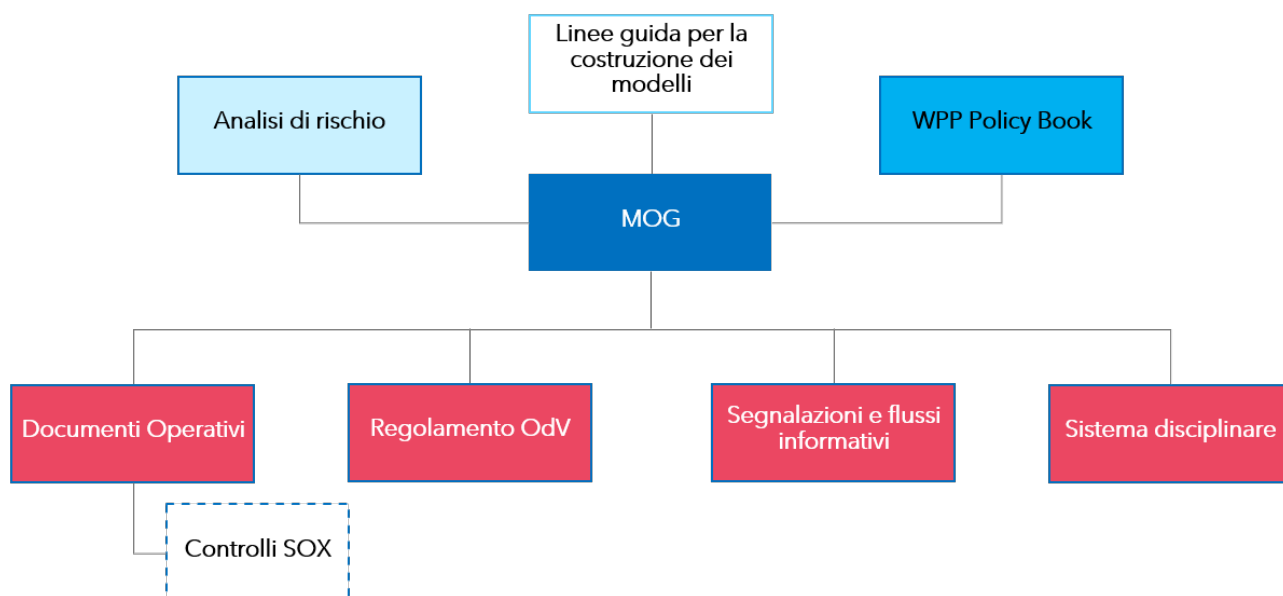 Linee guida per la
costruzione dei
modelli
Analisi di rischio
WPP Policy Book
MOG
Documenti Operativi
Regolamento OdV
Segnalazioni e flussi
informativi
Sistema disciplinare
Controlli SOX